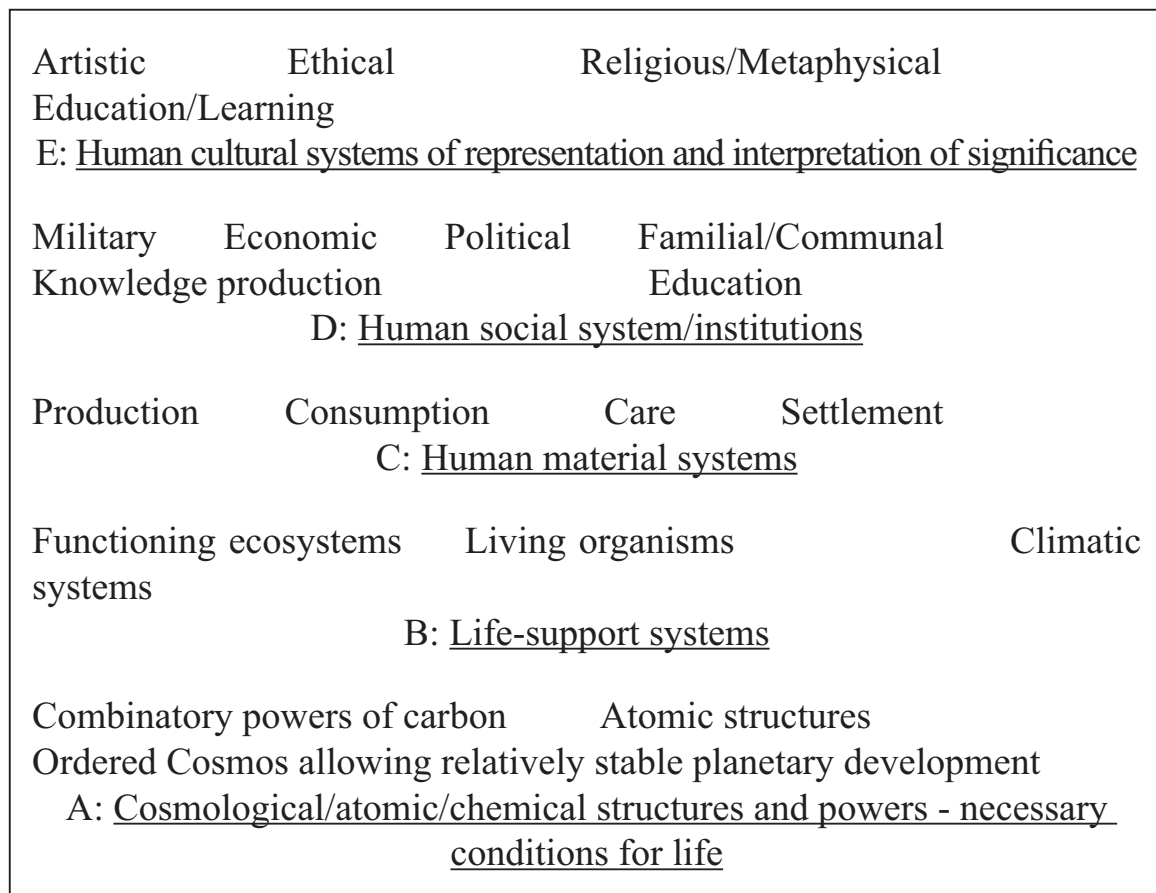 Artistic Ethical Religious/Metaphysical
Education/Learning
E: Human cultural systems of representation and interpretation of significance
Military Economic Political Familial/Communal
Knowledge production Education
D: Human social system/institutions
Production Consumption Care Settlement
C: Human material systems
Functioning ecosystems Living organisms Climatic
systems
B: Life-support systems
Combinatory powers of carbon Atomic structures
Ordered Cosmos allowing relatively stable planetary development
A: Cosmological/atomic/chemical structures and powers - necessary
conditions for life